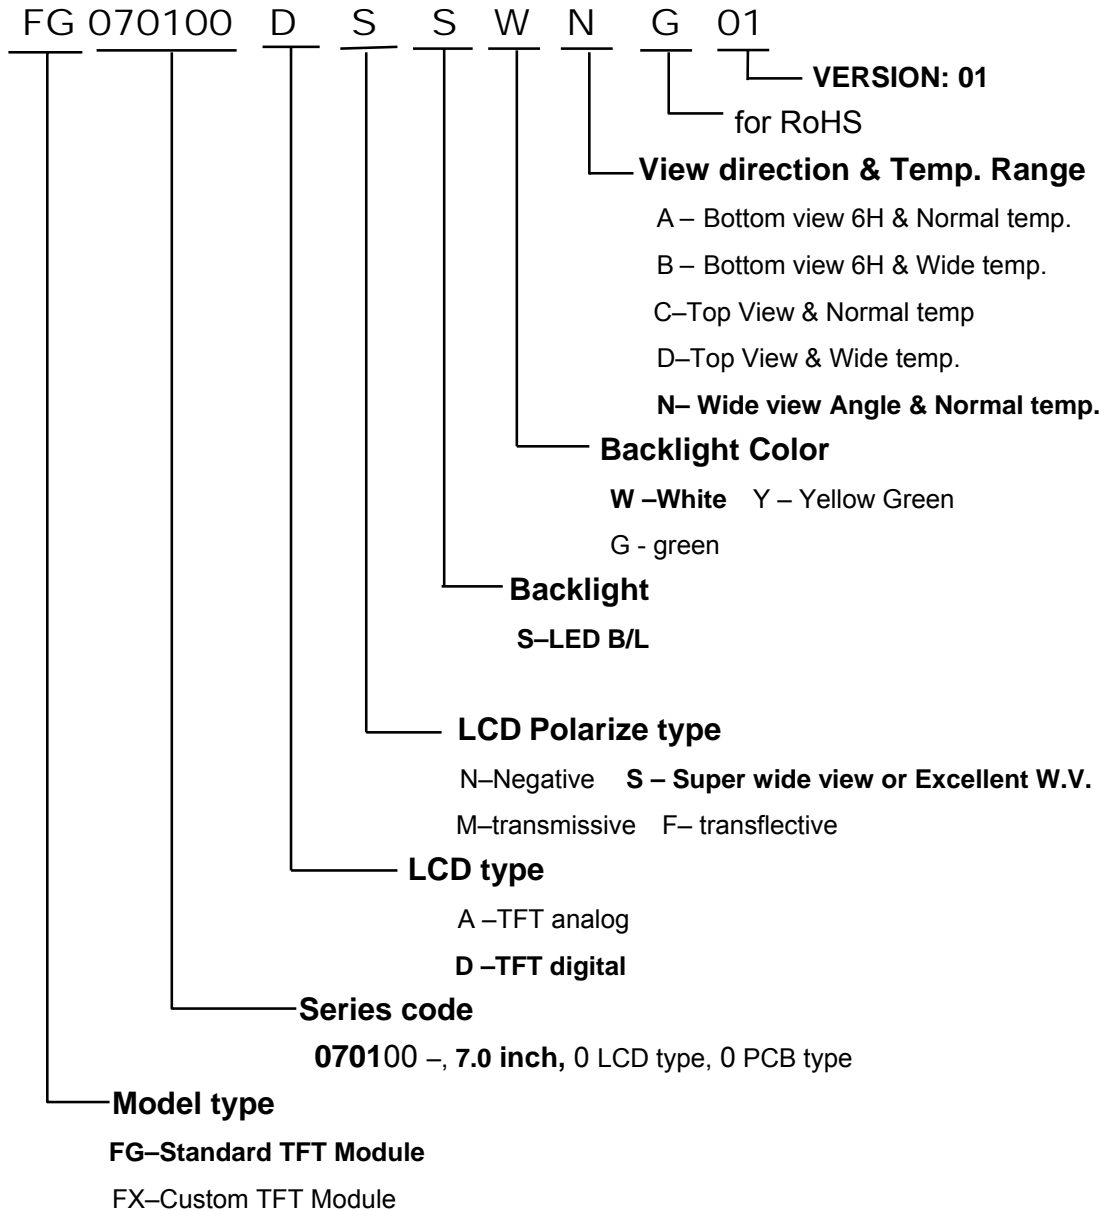 FG 070100 D S S W N G 01
VERSION: 01
for RoHS
View direction & Temp. Range
A – Bottom view 6H & Normal temp.
B – Bottom view 6H & Wide temp.
C–Top View & Normal temp
D–Top View & Wide temp.
N– Wide view Angle & Normal temp.
Backlight Color
W –White Y – Yellow Green
G - green
Backlight
S–LED B/L
LCD Polarize type
N–Negative S – Super wide view or Excellent W.V.
M–transmissive F– transflective
LCD type
A –TFT analog
D –TFT digital
Series code
070100 –, 7.0 inch, 0 LCD type, 0 PCB type
Model type
FG–Standard TFT Module
FX–Custom TFT Module